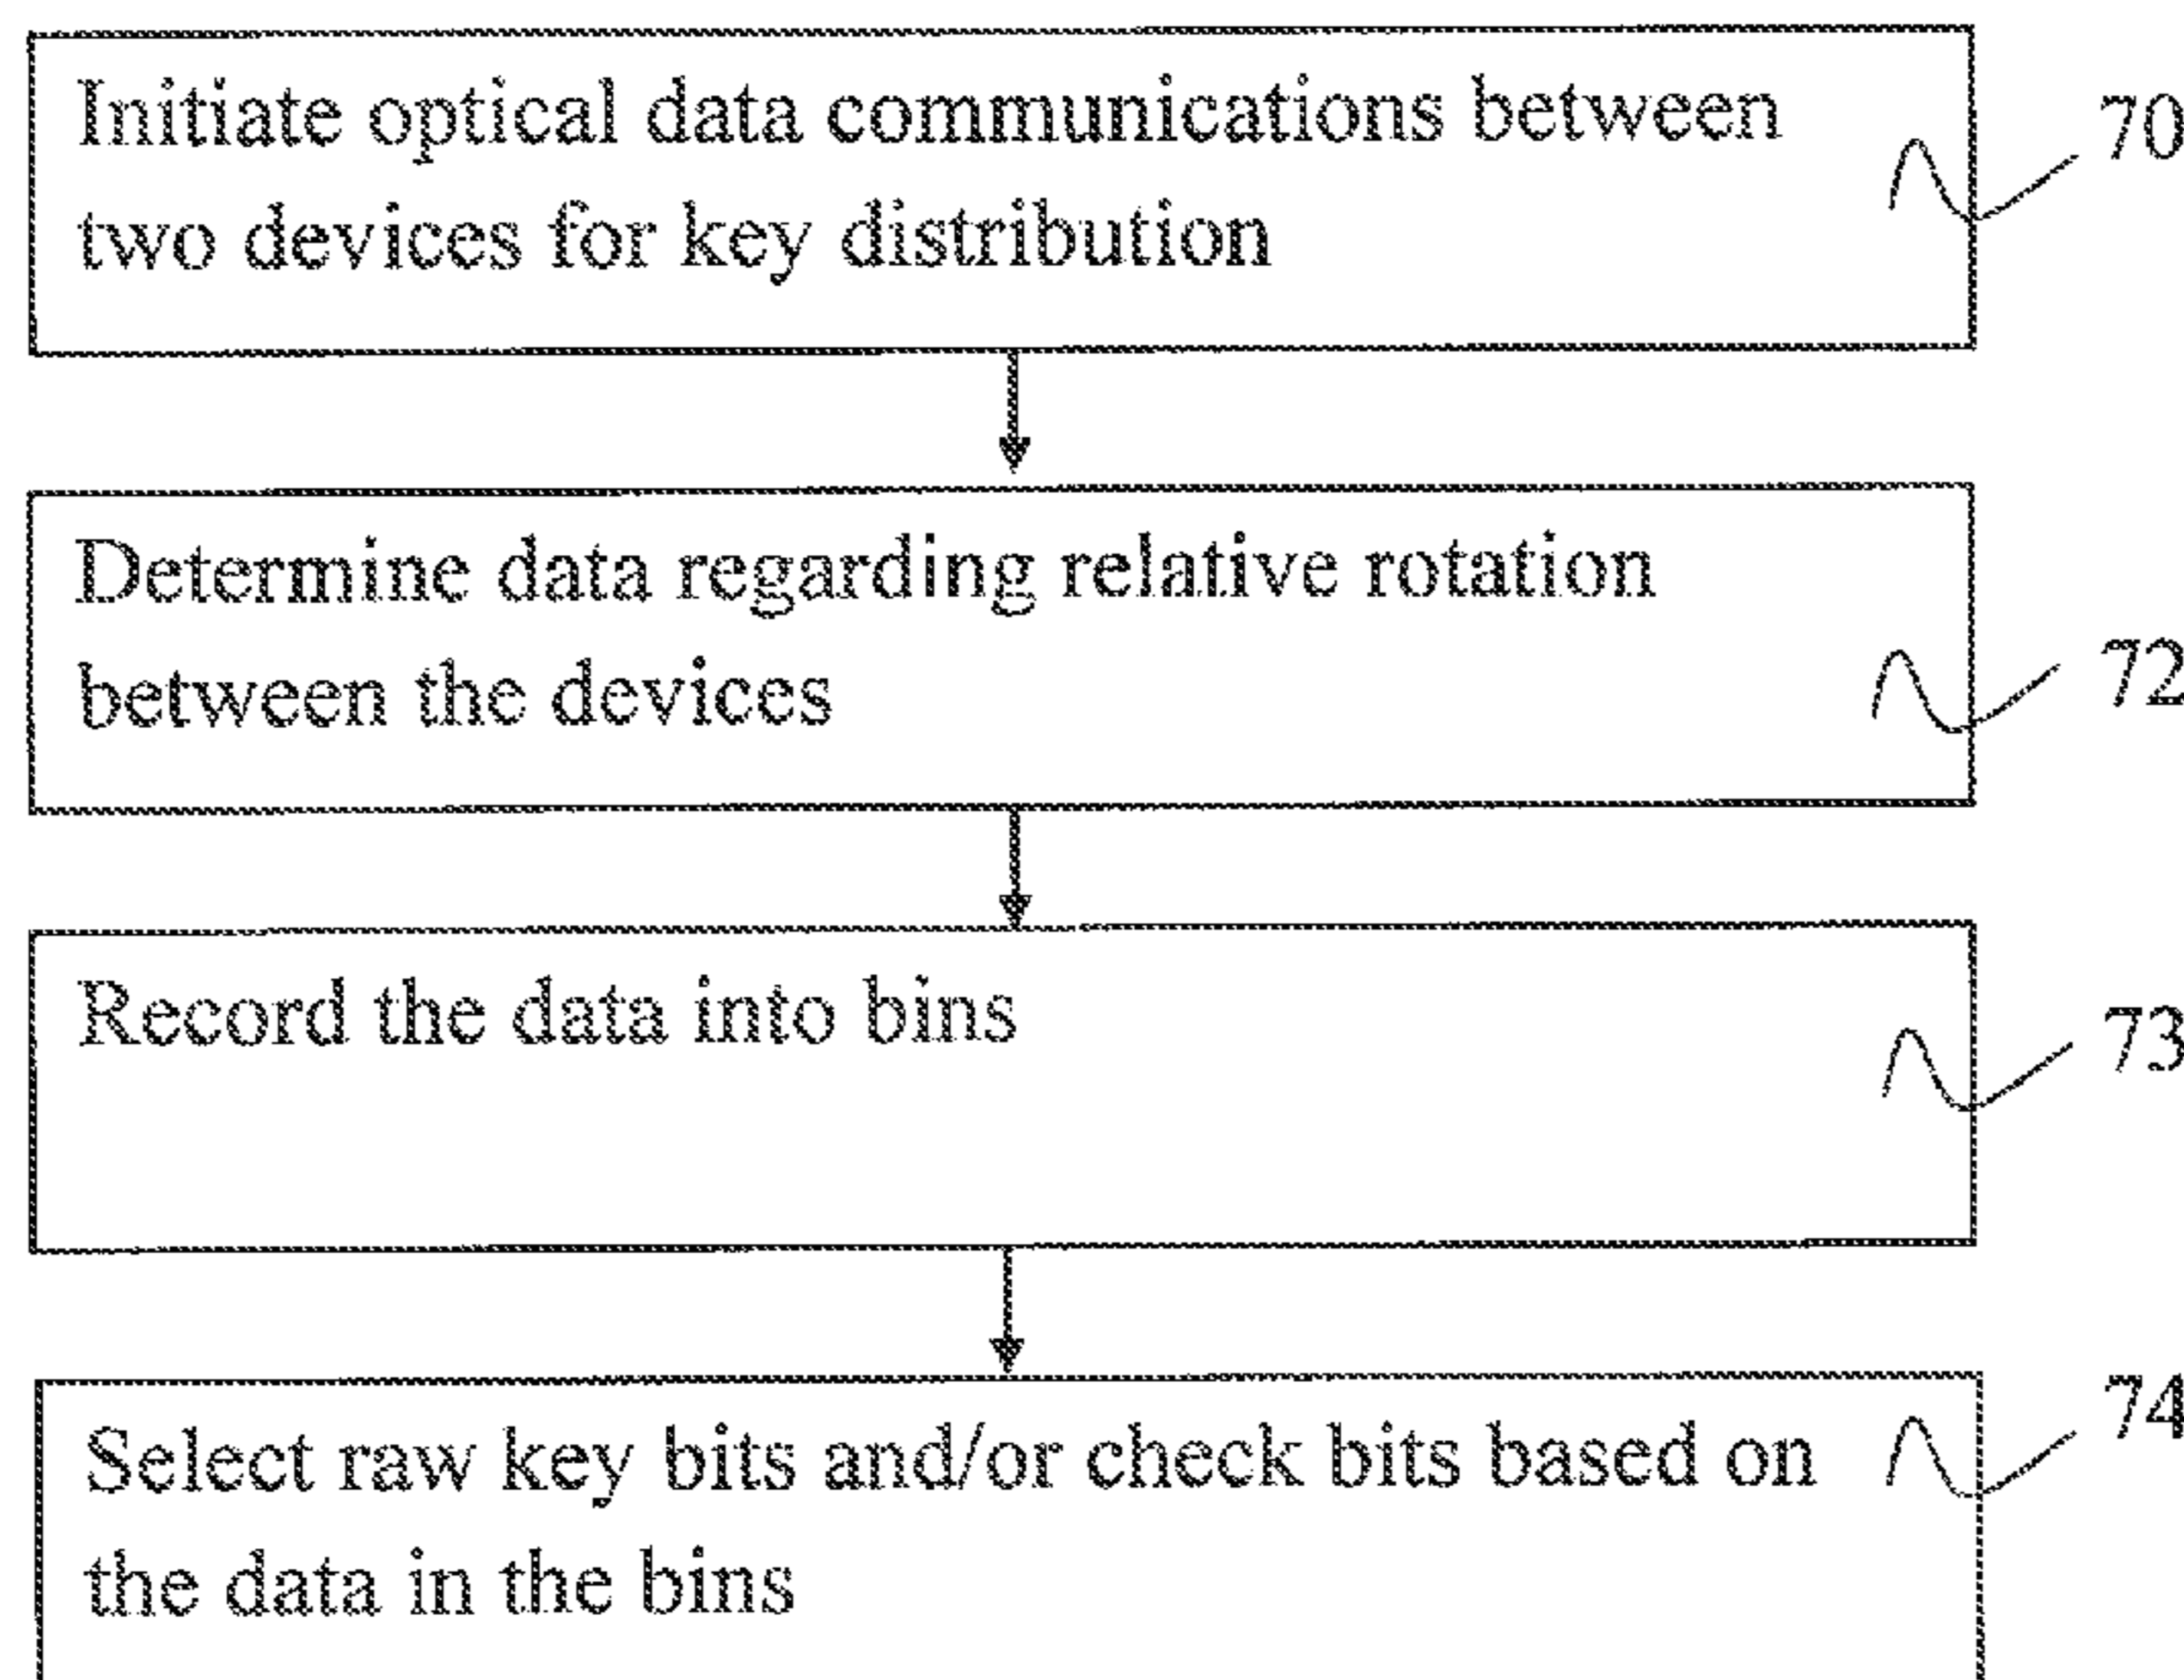 Initiate optical data communications between
70
two devices for key distribution
Determine data regarding relative rotation
72
between the devices
Record the data into bins
73
Select raw key bits and/or check bits based on
74
the data in the bins